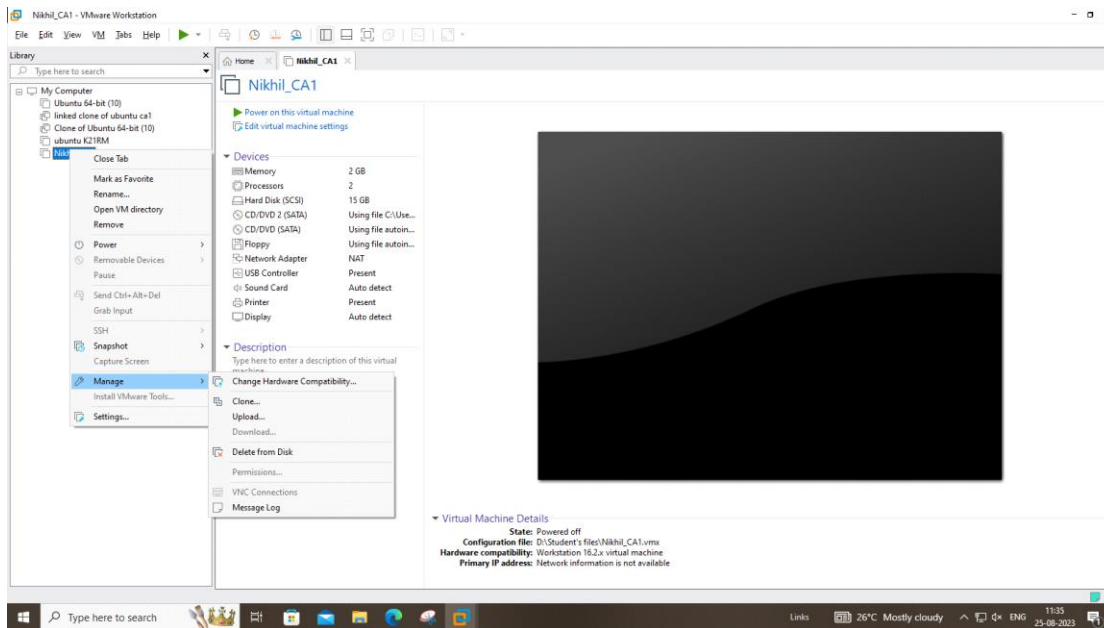 Nikhil_CA1 - VMware Workstation
File Edit View VM Tabs Help
Library
Type here to search
My Computer
Ubuntu 64-bit (10)
linked clone of ubuntu ca1
Clone of Ubuntu 64-bit (10)
ubuntu K21RM
Nikh
Close Tab
Mark as Favorite
Rename...
Open VM directory
Remove
Power
Removable Devices
Pause
Send Ctrl+Alt+Del
Grab Input
SSH
Snapshot
Capture Screen
Manage
Install VMware Tools...
Settings...
Change Hardware Compatibility...
Clone...
Upload...
Download...
Delete from Disk
Permissions...
VNC Connections
Message Log
Home Nikhil_CA1
Nikhil_CA1
Power on this virtual machine
Edit virtual machine settings
Devices
Memory 2 GB
Processors 2
Hard Disk (SCSI) 15 GB
CD/DVD 2 (SATA) Using file C:\Use...
CD/DVD (SATA) Using file autoin...
Floppy Using file autoin...
Network Adapter NAT
USB Controller Present
Sound Card Auto detect
Printer Present
Display Auto detect
Description
Type here to enter a description of this virtual
machine
Virtual Machine Details
State: Powered off
Configuration file: D:\Student's files\Nikhil_CA1.vmx
Hardware compatibility: Workstation 16.2.x virtual machine
Primary IP address: Network information is not available
Type here to search Links 26°C Mostly cloudy ENG 11:35
25-08-2023